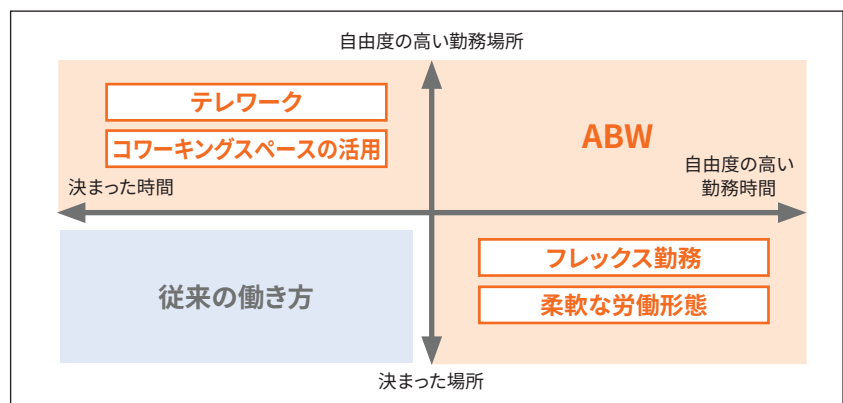 自由度の高い勤務場所
テレワーク
コワーキングスペースの活用
ABW
決まった時間
自由度の高い
勤務時間
従来の働き方
フレックス勤務
柔軟な労働形態
決まった場所